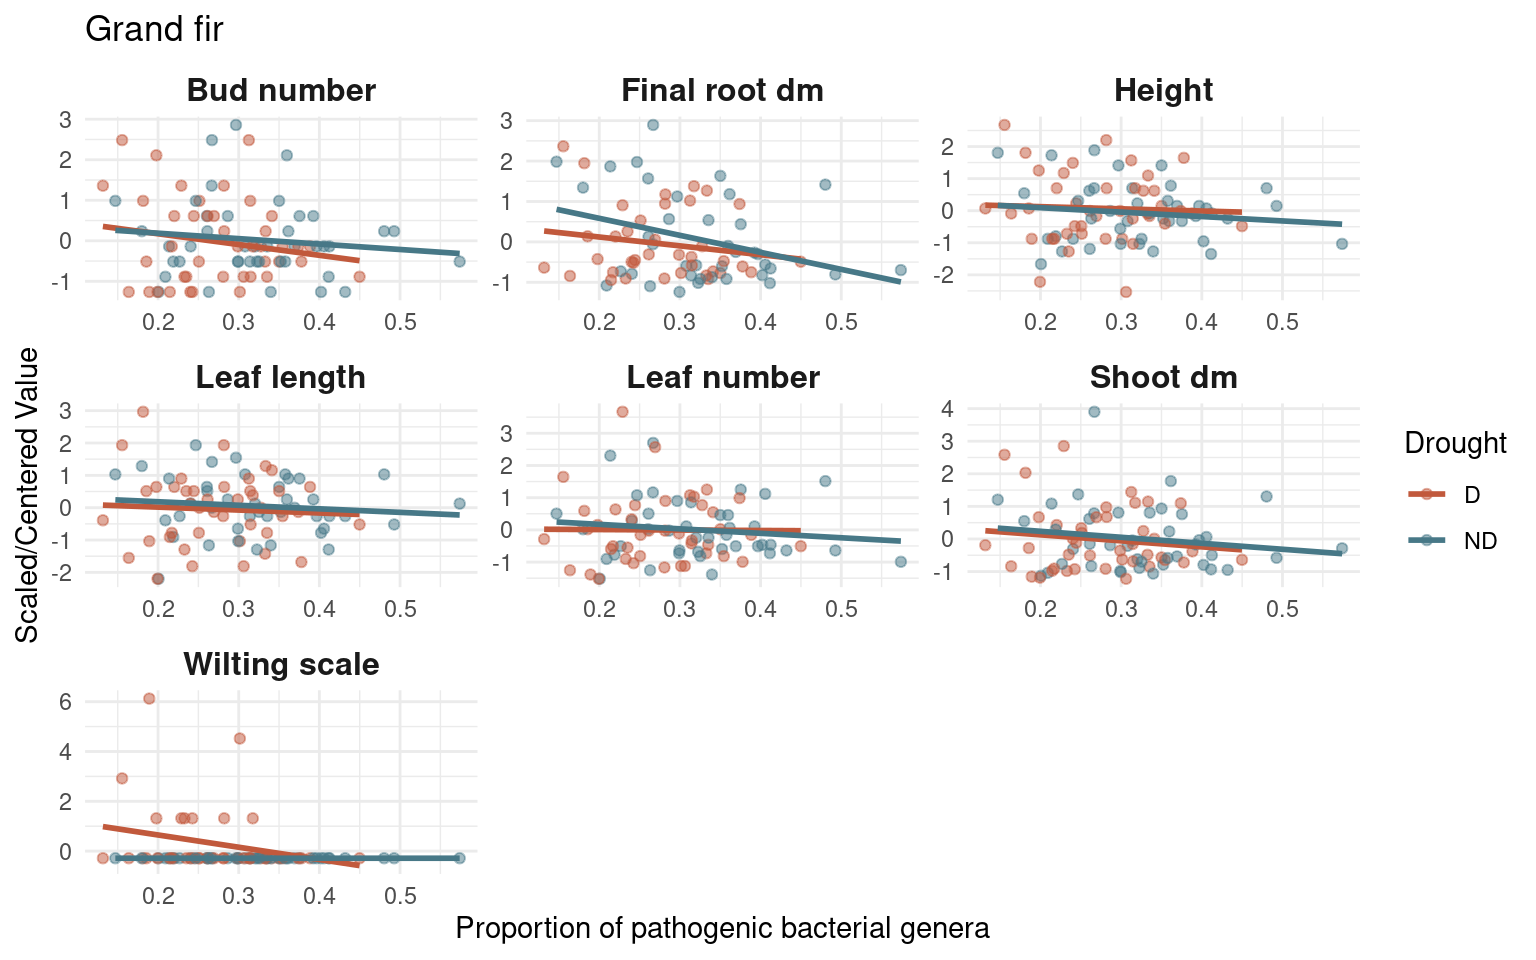 Grand fir
Bud number
Final root dm
Height
3
2
1
0
-1
0.2 0.3 0.4 0.5
3
2
1
0
-1
0.2 0.3 0.4 0.5
2
1
0
-1
-2
0.2 0.3 0.4 0.5
Leaf length
Leaf number
Shoot dm
3
2
1
0
-1
-2
0.2 0.3 0.4 0.5
3
2
1
0
-1
0.2 0.3 0.4 0.5
4
3
2
1
0
-1
0.2 0.3 0.4 0.5
Wilting scale
6
4
2
0
0.2 0.3 0.4 0.5
Scaled/Centered Value
Proportion of pathogenic bacterial genera
Drought
D
ND